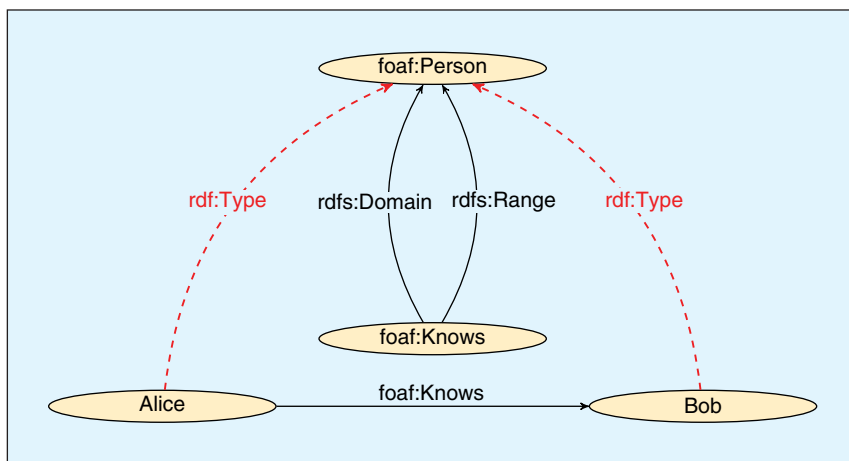 foaf:Person
rdf:Type
rdfs:Domain
rdfs:Range
rdf:Type
foaf:Knows
foaf:Knows
Alice
Bob